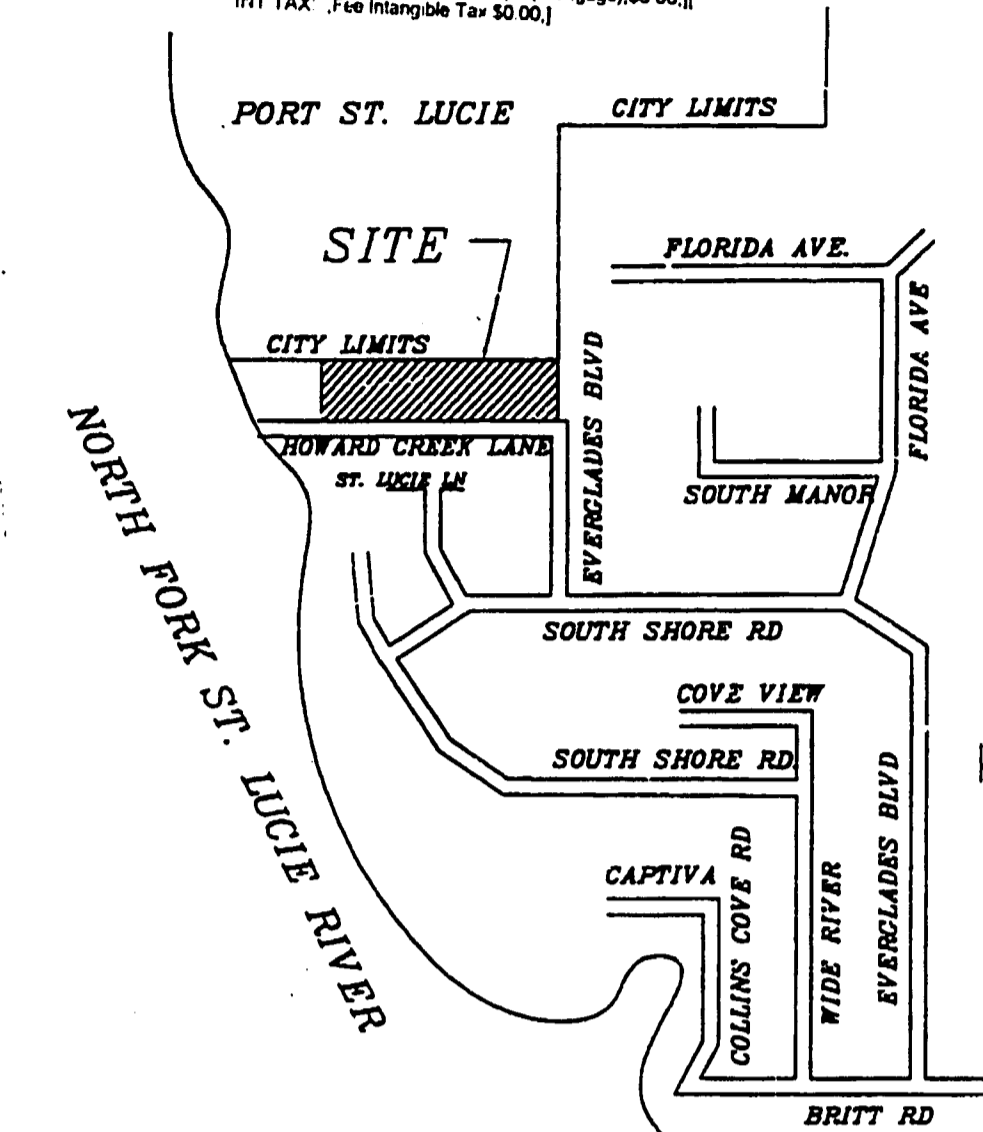 INT TAX: ,Fee Intangible Tax $0.00,]
PORT ST. LUCIE
CITY LIMITS
SITE
FLORIDA AVE.
FLORIDA AVE
CITY LIMITS
EVERGLADES BLVD
HOWARD CREEK LANE
ST. LUCIE LN
SOUTH MANOR
NORTH FORK ST. LUCIE RIVER
SOUTH SHORE RD
COVE VIEW
SOUTH SHORE RD.
CAPTIVA
COLLINS COVE RD
WIDE RIVER
EVERGLADES BLVD
BRITT RD